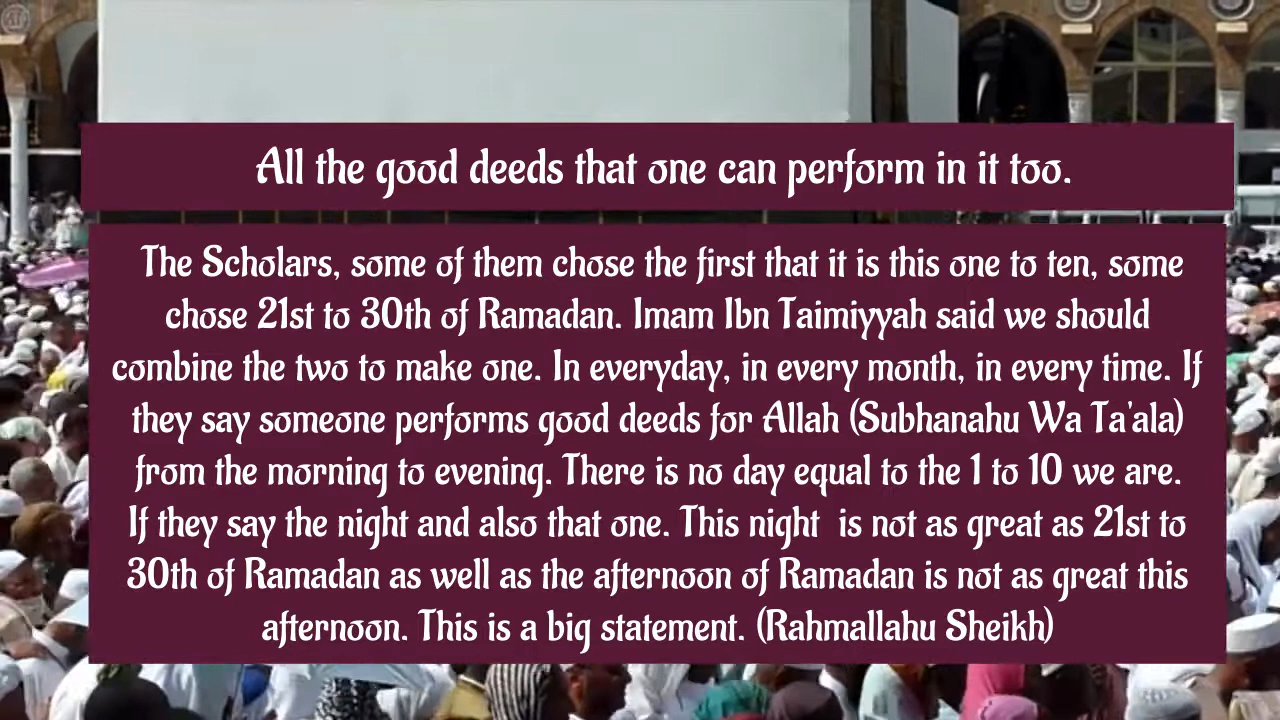 All the good deeds that one can perform in it too.
The Scholars, some of them chose the first that it is this one to ten, some
chose 21st to 30th of Ramadan. Imam Ibn Taimiyyah said we should
combine the two to make one. In everyday, in every month, in every time. If
they say someone performs good deeds for Allah (Subhanahu Wa Ta'ala)
from the morning to evening. There is no day equal to the 1 to 10 we are.
If they say the night and also that one. This night  is not as great as 21st to
30th of Ramadan as well as the afternoon of Ramadan is not as great this
afternoon. This is a big statement. (Rahmallahu Sheikh)